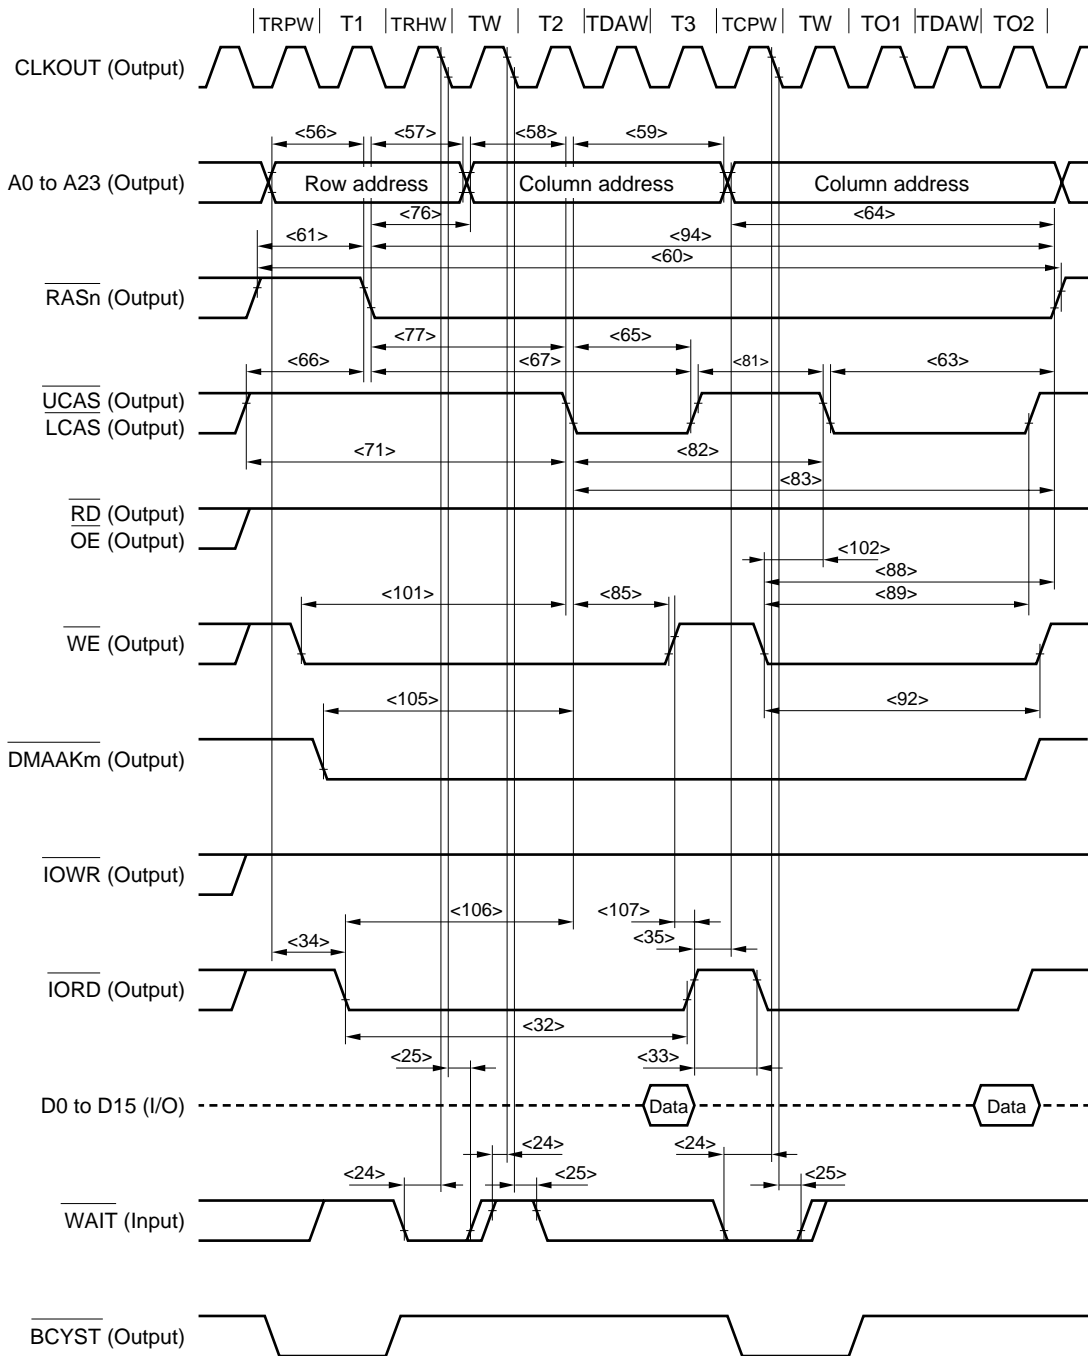 TRPW T1 TRHW TW T2 TDAW T3 TCPW TW TO1 TDAW TO2
CLKOUT (Output)
<56> <57> <58> <59>
A0 to A23 (Output) Row address Column address Column address
<76> <64>
<61> <94>
<60>
RASn (Output)
<77> <65>
<66> <67> <81> <63>
UCAS (Output)
LCAS (Output)
<71> <82>
<83>
RD (Output)
OE (Output)
<102>
<88>
<101> <85> <89>
WE (Output)
<105> <92>
DMAAKm (Output)
IOWR (Output)
<106> <107>
<34> <35>
IORD (Output)
<32>
<25> <33>
D0 to D15 (I/O) Data Data
<24> <24> <24> <25> <25>
WAIT (Input)
BCYST (Output)